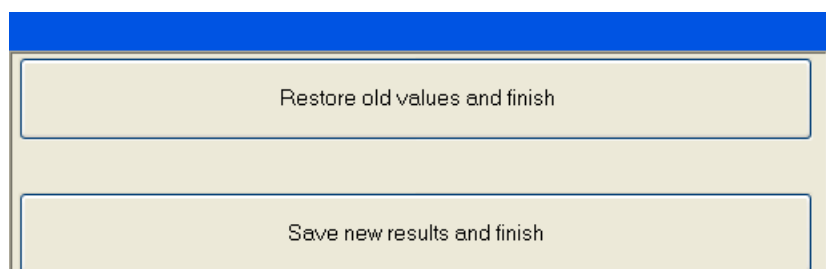 Restore old values and finish
Save new results and finish